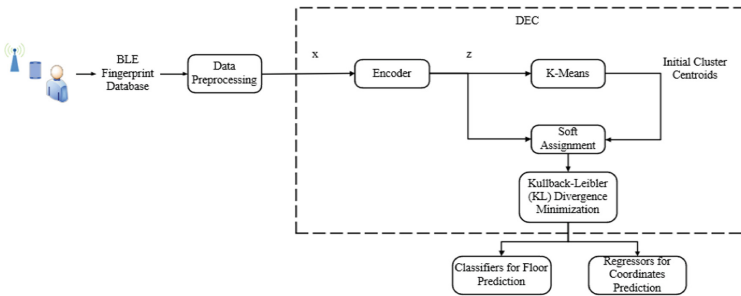 DEC
BLE
Fingerprint
Database
Data
Preprocessing
x
Encoder
z
K-Means
Initial Cluster
Centroids
Soft
Assignment
Kullback-Leibler
(KL) Divergence
Minimization
Classifiers for Floor
Prediction
Regressors for
Coordinates
Prediction